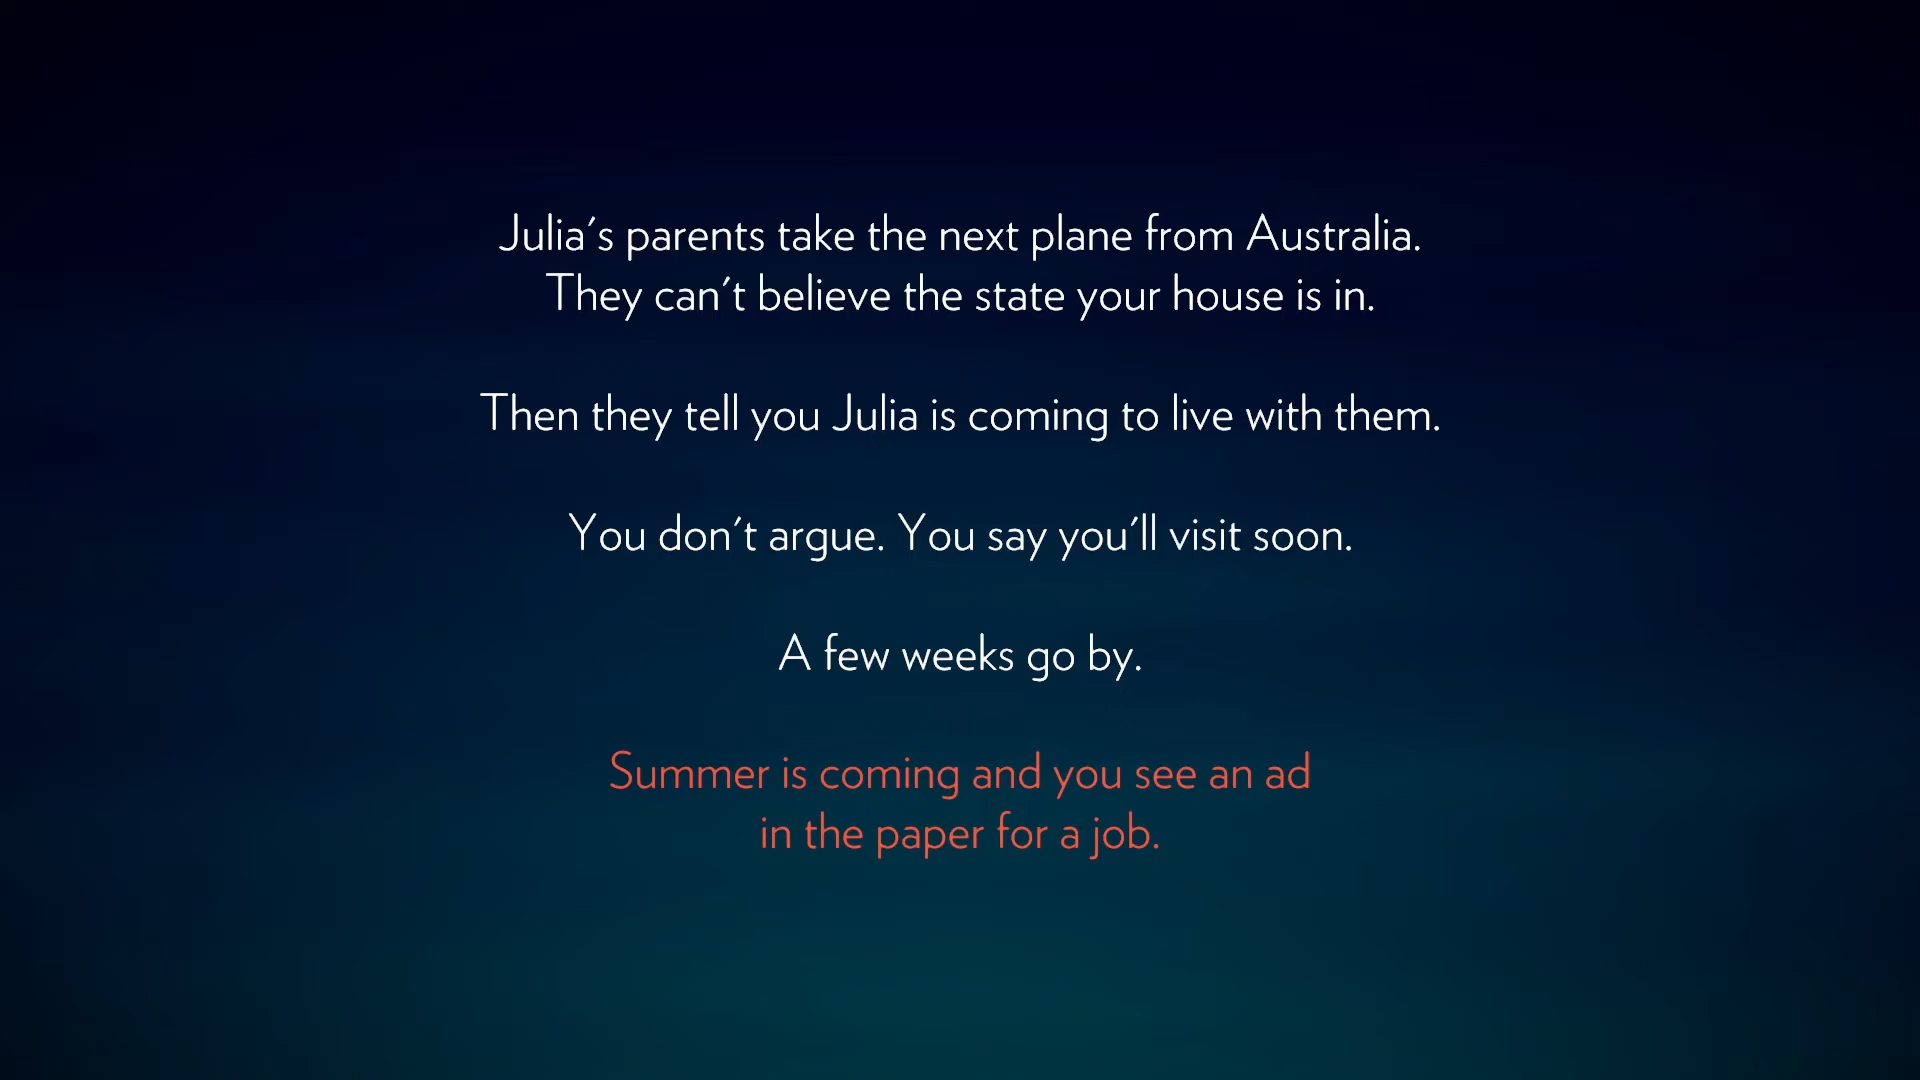 Julia's parents take the next plane from Australia.
They can't believe the state your house is in.
Then they tell you Julia is coming to live with them.
You don't argue. You say you'll visit soon.
A few weeks go by.
Summer is coming and you see an ad
in the paper for a job.